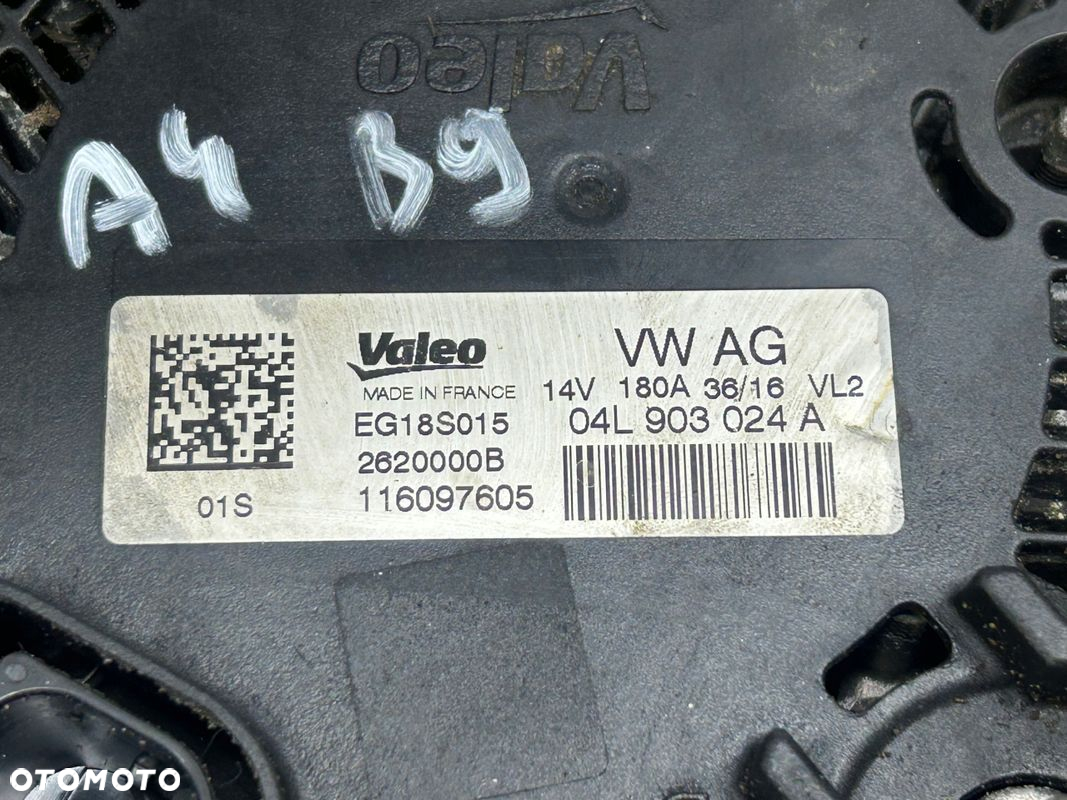 Valeo
A4 B9
Valeo
MADE IN FRANCE
EG18S015
2620000B
116097605
01S
VW AG
14V 180A 36/16 VL2
04L 903 024 A
OTOMOTO